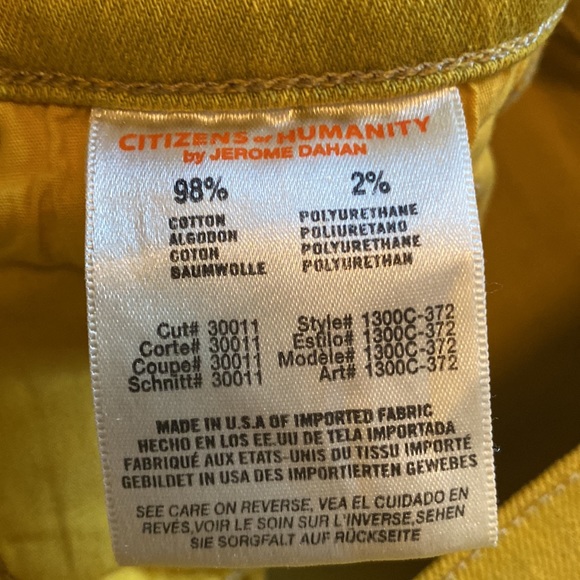 CITIZENS of HUMANITY
by JEROME DAHAN
98% 2%
COTTON POLYURETHANE
ALGODON POLIURETANO
COTON POLYURETHANE
BAUMWOLLE POLYURETHAN
Cut# 30011 Style# 1300C-372
Corte# 30011 Estilo# 1300C-372
Coupe# 30011 Modèle# 1300C-372
Schnitt# 30011 Art# 1300C-372
MADE IN U.S.A OF IMPORTED FABRIC
HECHO EN LOS EE.UU DE TELA IMPORTADA
FABRIQUÉ AUX ETATS-UNIS DU TISSU IMPORTÉ
GEBILDET IN USA DES IMPORTIERTEN GEWEBES
SEE CARE ON REVERSE, VEA EL CUIDADO EN
REVÉS,VOIR LE SOIN SUR L'INVERSE,SEHEN
SIE SORGFALT AUF RÜCKSEITE